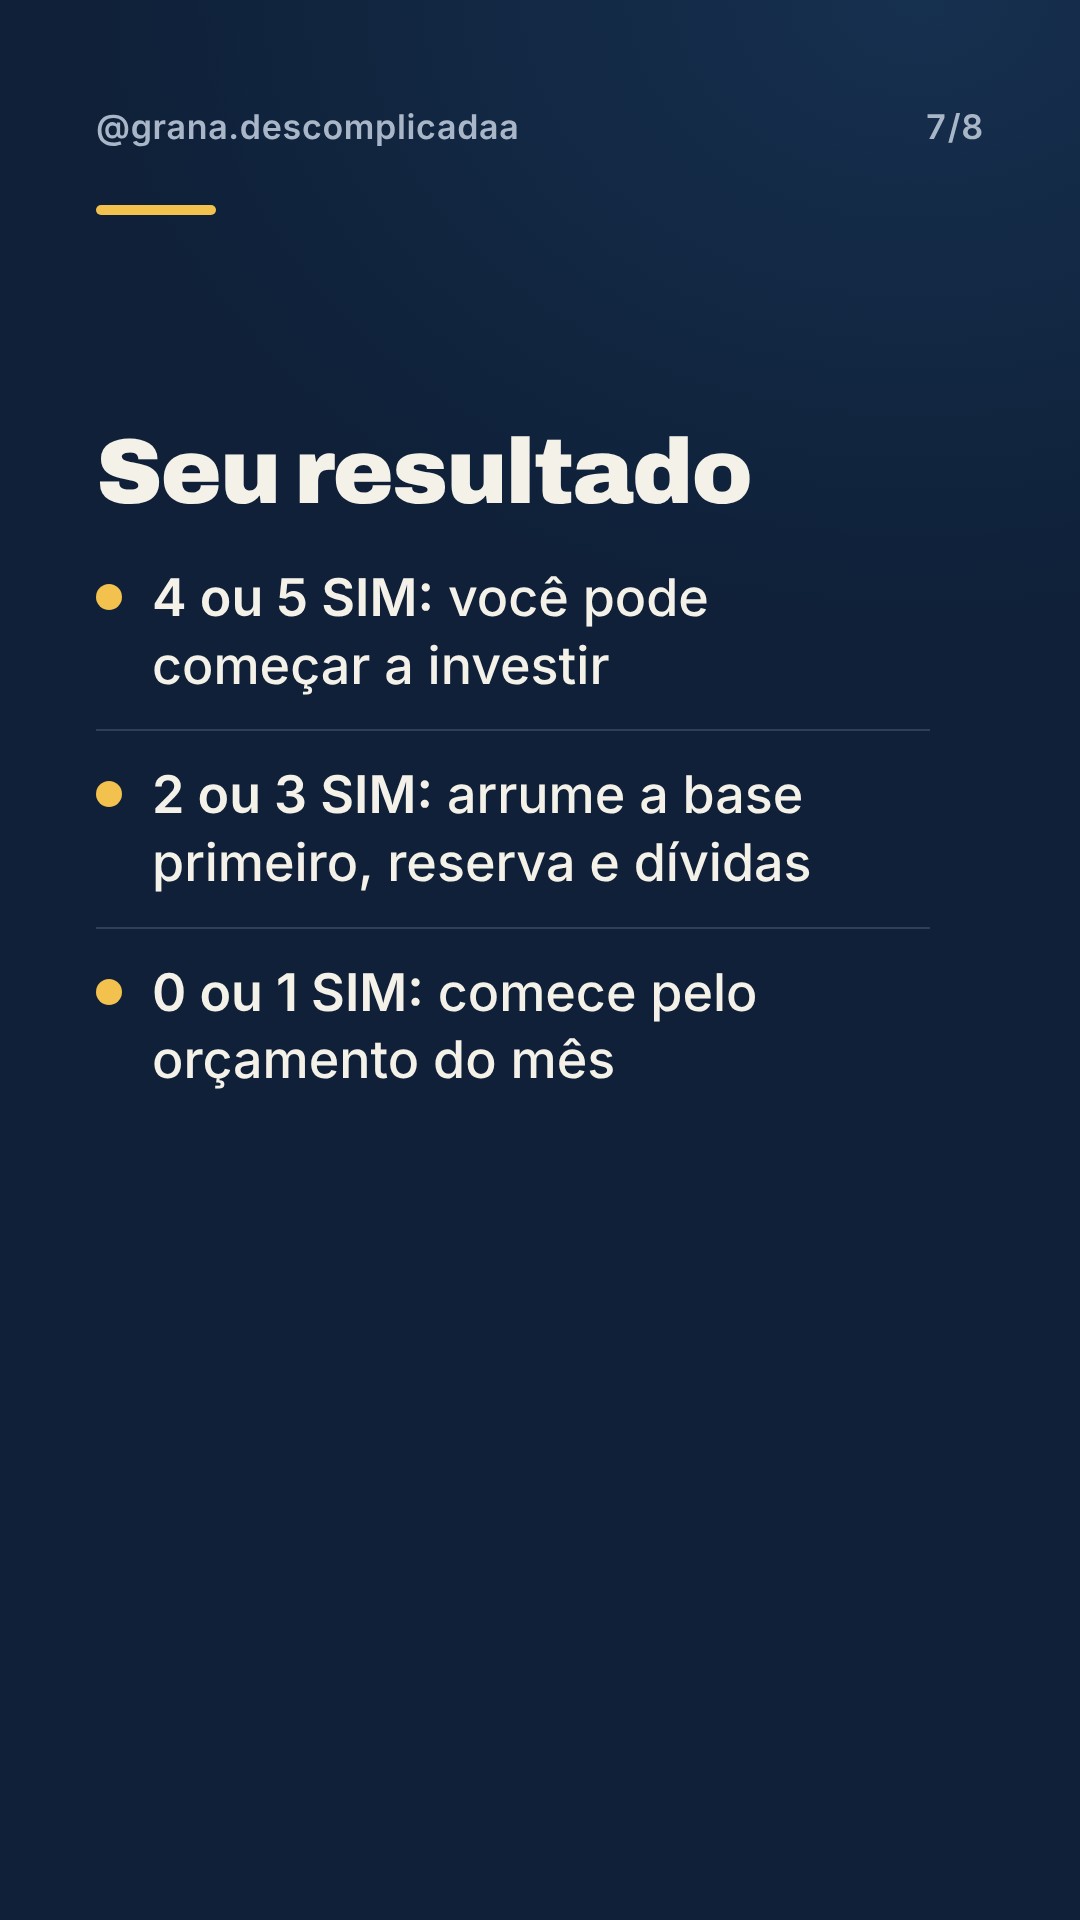 @grana.descomplicadaa
7/8
Seu resultado
4 ou 5 SIM: você pode
começar a investir
2 ou 3 SIM: arrume a base
primeiro, reserva e dívidas
0 ou 1 SIM: comece pelo
orçamento do mês